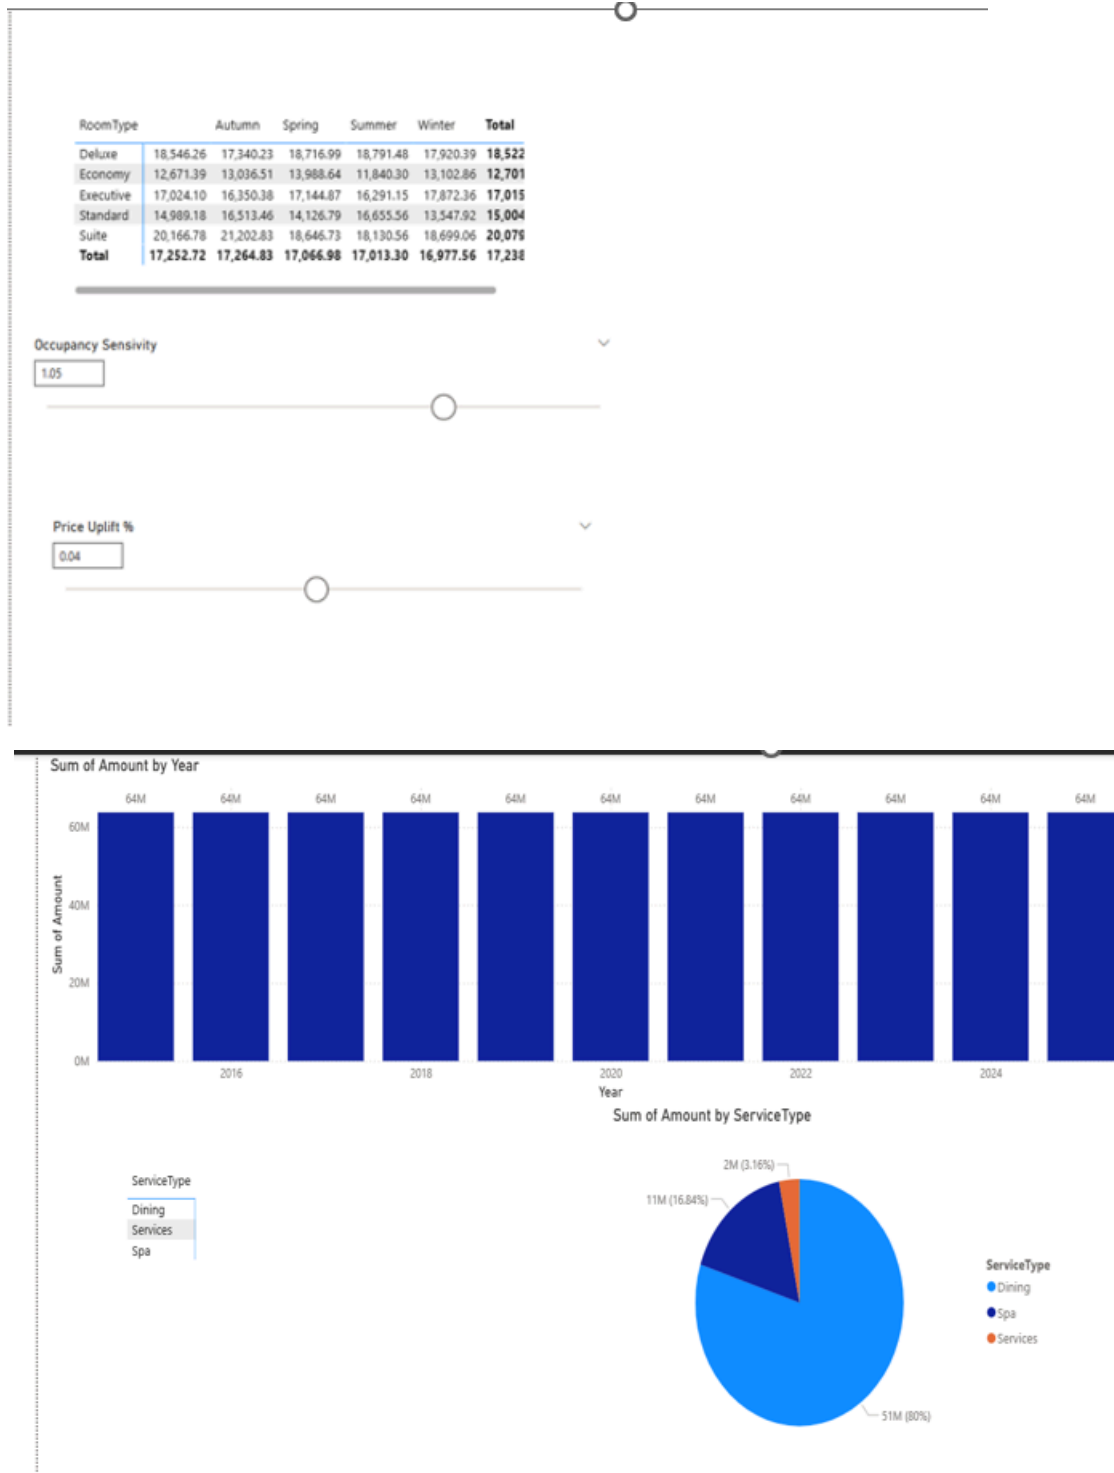 RoomType Autumn Spring Summer Winter Total
Deluxe 18,546.26 17,340.23 18,716.99 18,791.48 17,920.39 18,522
Economy 12,671.39 13,036.51 13,988.64 11,840.30 13,102.86 12,701
Executive 17,024.10 16,350.38 17,144.87 16,291.15 17,872.36 17,015
Standard 14,989.18 16,513.46 14,126.79 16,655.56 13,547.92 15,004
Suite 20,166.78 21,202.83 18,646.73 18,130.56 18,699.06 20,079
Total 17,252.72 17,264.83 17,066.98 17,013.30 16,977.56 17,238
Occupancy Sensivity
1.05
Price Uplift %
0.04
Sum of Amount by Year
64M 64M 64M 64M 64M 64M 64M 64M 64M 64M 64M
60M
40M
20M
0M
Sum of Amount
2016 2018 2020 2022 2024
Year
Sum of Amount by ServiceType
ServiceType
Dining
Services
Spa
2M (3.16%)
11M (16.84%)
51M (80%)
ServiceType
Dining
Spa
Services